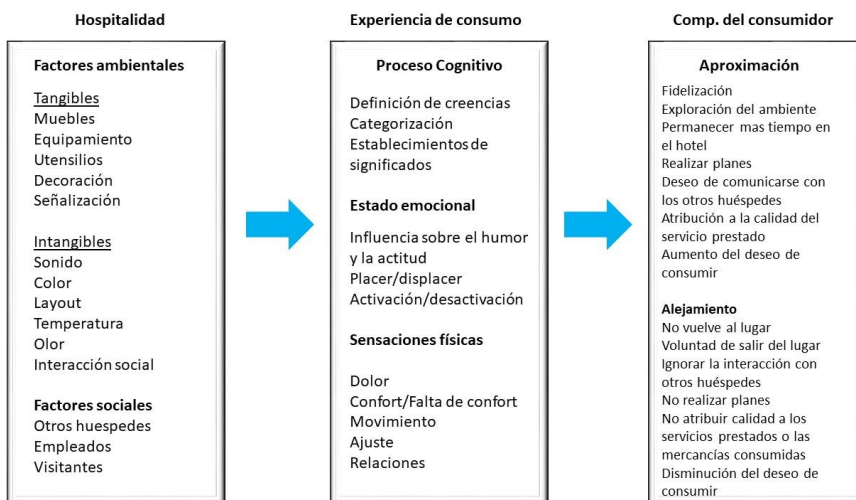 Hospitalidad
Factores ambientales
Tangibles
Muebles
Equipamiento
Utensilios
Decoración
Señalización
Intangibles
Sonido
Color
Layout
Temperatura
Olor
Interacción social
Factores sociales
Otros huespedes
Empleados
Visitantes
Experiencia de consumo
Proceso Cognitivo
Definición de creencias
Categorización
Establecimientos de
significados
Estado emocional
Influencia sobre el humor
y la actitud
Placer/displacer
Activación/desactivación
Sensaciones físicas
Dolor
Confort/Falta de confort
Movimiento
Ajuste
Relaciones
Comp. del consumidor
Aproximación
Fidelización
Exploración del ambiente
Permanecer mas tiempo en
el hotel
Realizar planes
Deseo de comunicarse con
los otros huéspedes
Atribución a la calidad del
servicio prestado
Aumento del deseo de
consumir
Alejamiento
No vuelve al lugar
Voluntad de salir del lugar
Ignorar la interacción con
otros huéspedes
No realizar planes
No atribuir calidad a los
servicios prestados o las
mercancías consumidas
Disminución del deseo de
consumir